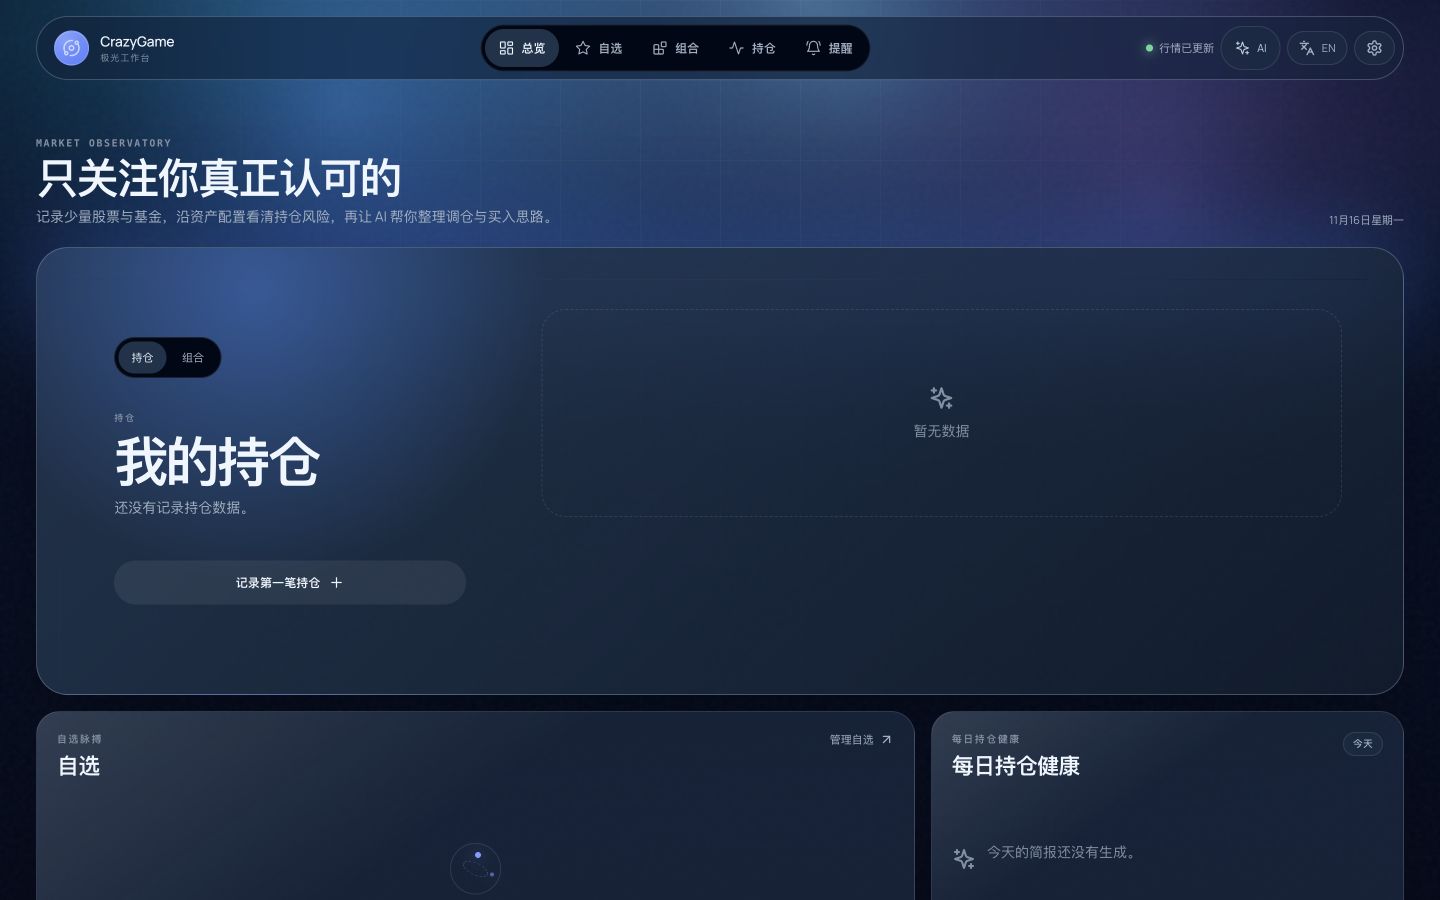 CrazyGame
极光工作台
总览
自选
组合
持仓
提醒
行情已更新
AI
EN
MARKET OBSERVATORY
只关注你真正认可的
记录少量股票与基金，沿资产配置看清持仓风险，再让 AI 帮你整理调仓与买入思路。
11月16日星期一
持仓
组合
持仓
我的持仓
还没有记录持仓数据。
记录第一笔持仓
暂无数据
自选脉搏
自选
管理自选
每日持仓健康
每日持仓健康
今天
今天的简报还没有生成。